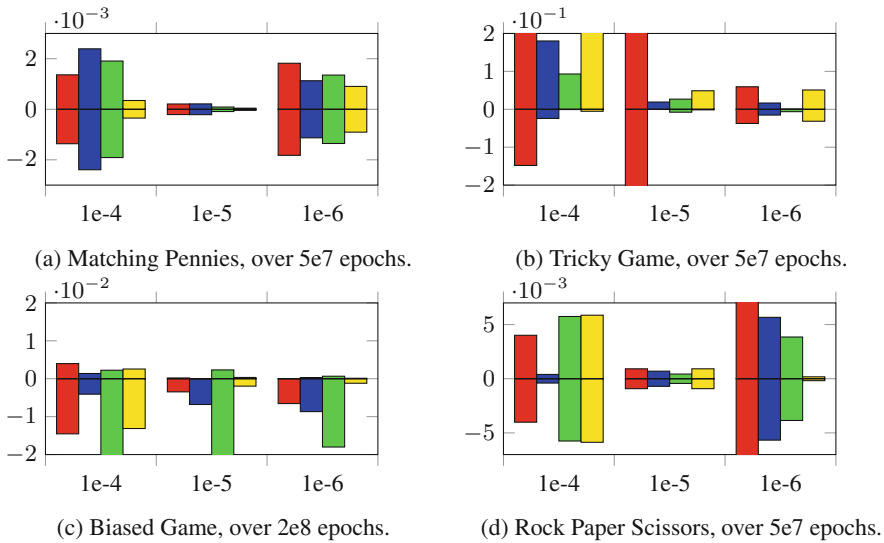 ·10⁻³
2
0
−2
1e-4 1e-5 1e-6
(a) Matching Pennies, over 5e7 epochs.
·10⁻¹
2
1
0
−1
−2
1e-4 1e-5 1e-6
(b) Tricky Game, over 5e7 epochs.
·10⁻²
2
1
0
−1
−2
1e-4 1e-5 1e-6
(c) Biased Game, over 2e8 epochs.
·10⁻³
5
0
−5
1e-4 1e-5 1e-6
(d) Rock Paper Scissors, over 5e7 epochs.